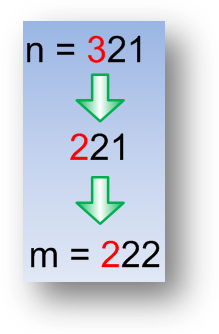 n = 321
221
m = 222